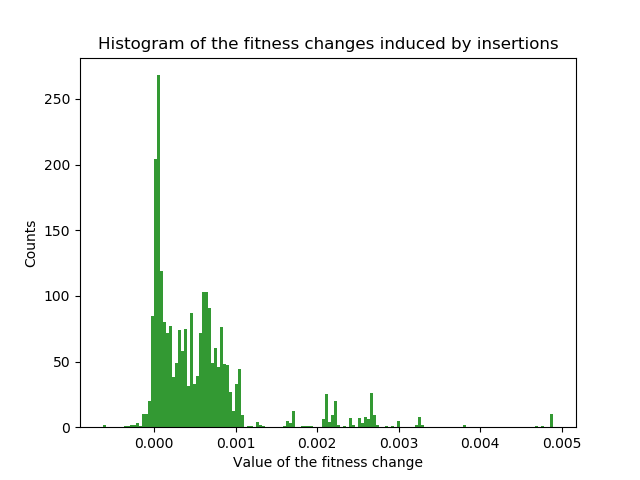 Histogram of the fitness changes induced by insertions
250
200
150
100
50
0
Counts
0.000 0.001 0.002 0.003 0.004 0.005
Value of the fitness change